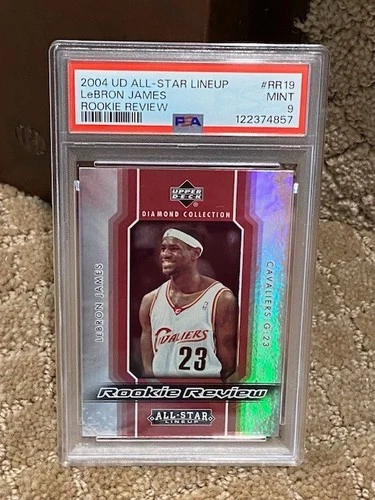 2004 UD ALL-STAR LINEUP #RR19
LeBRON JAMES MINT
ROOKIE REVIEW 9
PSA 122374857
UPPER
DECK
DIAMOND COLLECTION
LEBRON JAMES
CAVALIERS G-23
CAVALIERS
23
Rookie Review
ALL-STAR
LINEUP